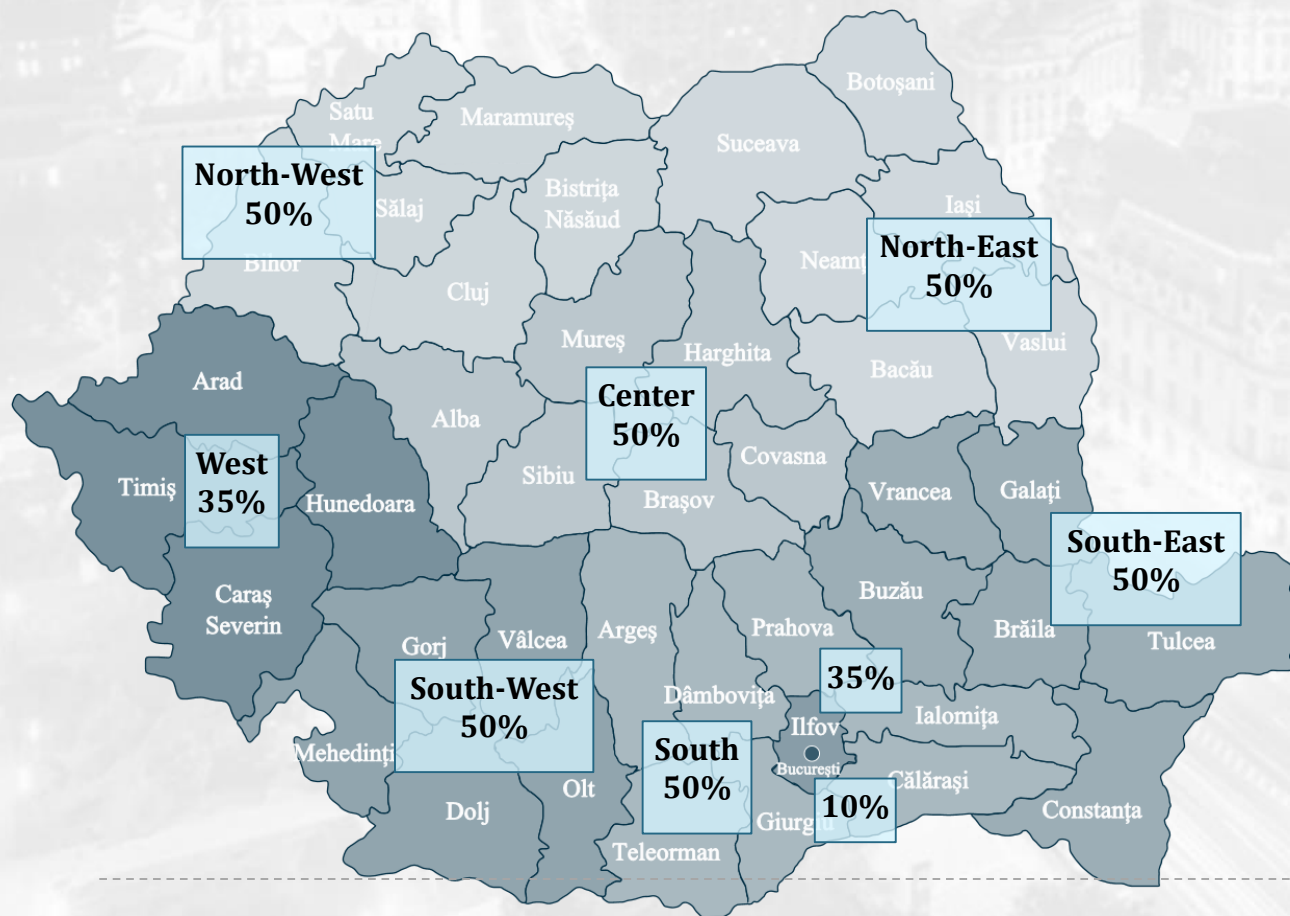 Botoșani
Satu
Mare
Maramureș
Suceava
North-West
50%
Sălaj
Bistrița
Năsăud
Iași
North-East
50%
Neamț
Bihor
Cluj
Mureș
Harghita
Vaslui
Bacău
Arad
Center
50%
Alba
Covasna
Sibiu
West
35%
Timiș
Hunedoara
Vrancea
Galați
Brașov
South-East
50%
Caraș
Severin
Buzău
Gorj
Vâlcea
Argeș
Prahova
Brăila
Tulcea
35%
South-West
50%
Dâmbovița
Ilfov
Ialomița
București
Mehedinți
South
50%
Călărași
Olt
Dolj
10%
Giurgiu
Constanța
Teleorman